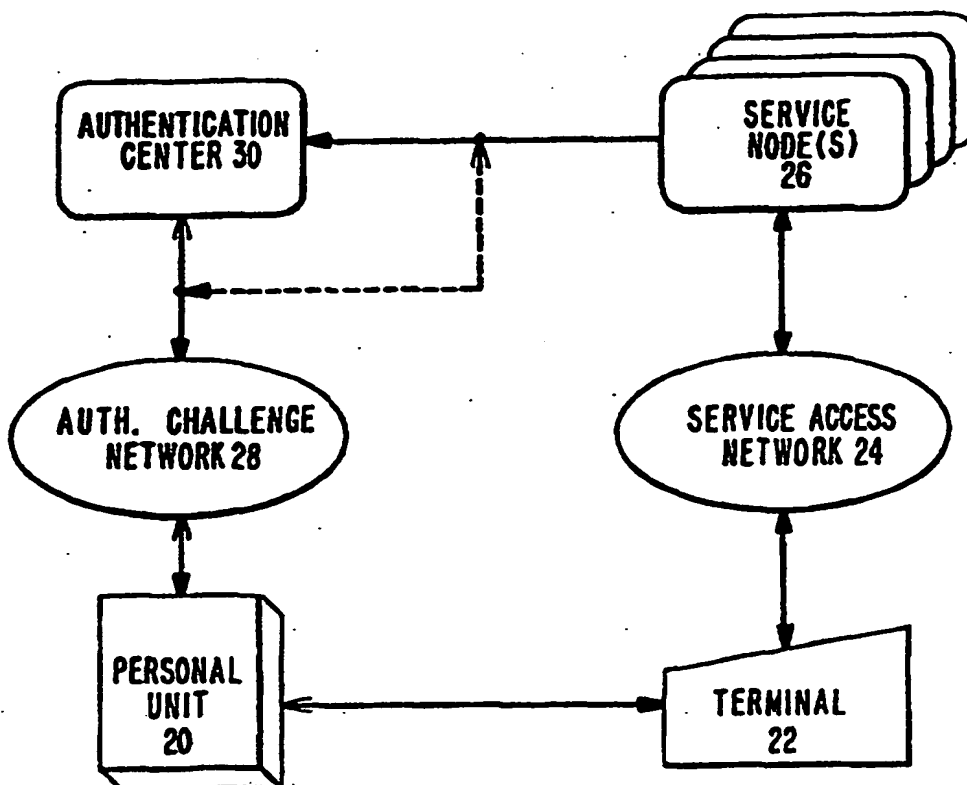 AUTHENTICATION
CENTER 30
SERVICE
NODE(S)
26
AUTH. CHALLENGE
NETWORK 28
SERVICE ACCESS
NETWORK 24
PERSONAL
UNIT
20
TERMINAL
22